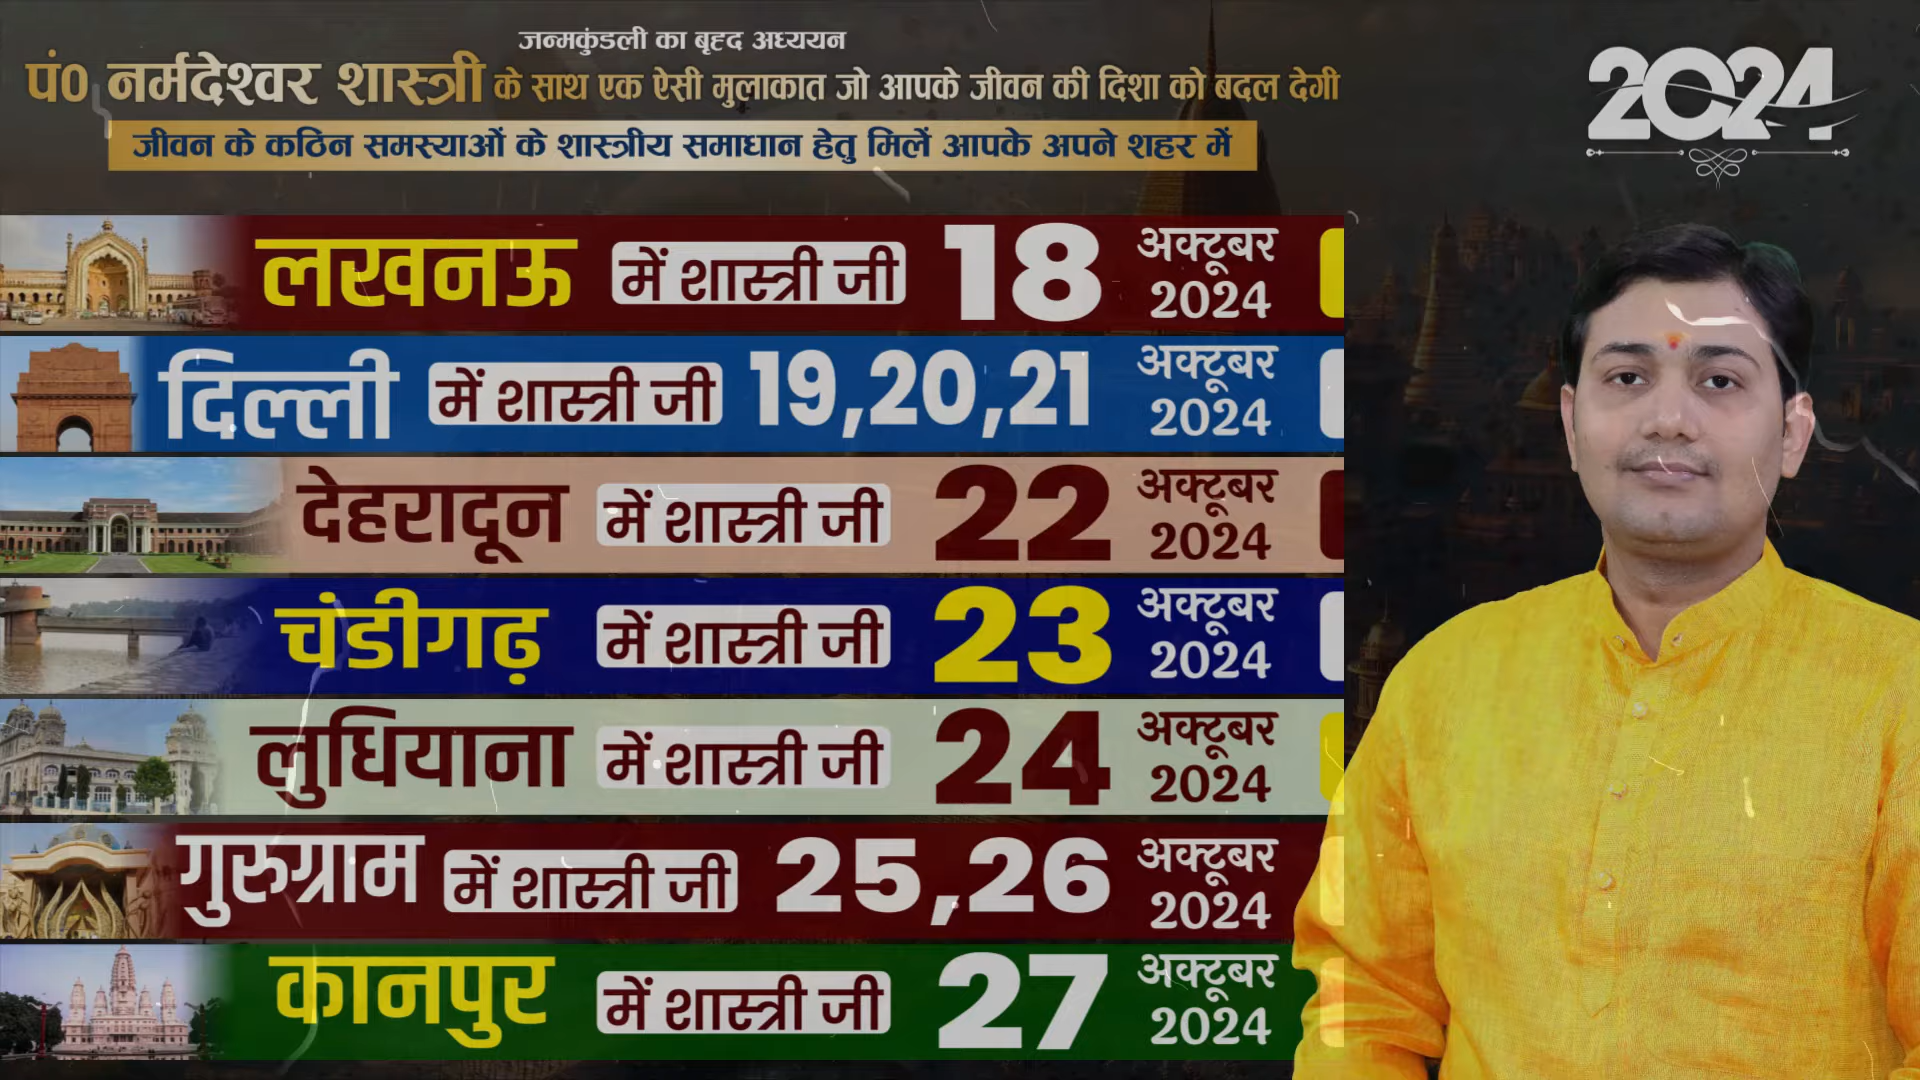 जन्मकुंडली का बृहद अध्ययन
पं० नर्मदेश्वर शास्त्री के साथ एक ऐसी मुलाकात जो आपके जीवन की दिशा को बदल देगी
जीवन के कठिन समस्याओं के शास्त्रीय समाधान हेतु मिलें आपके अपने शहर में
2024
लखनऊ में शास्त्री जी 18 अक्टूबर 2024
दिल्ली में शास्त्री जी 19,20,21 अक्टूबर 2024
देहरादून में शास्त्री जी 22 अक्टूबर 2024
चंडीगढ़ में शास्त्री जी 23 अक्टूबर 2024
लुधियाना में शास्त्री जी 24 अक्टूबर 2024
गुरुग्राम में शास्त्री जी 25,26 अक्टूबर 2024
कानपुर में शास्त्री जी 27 अक्टूबर 2024